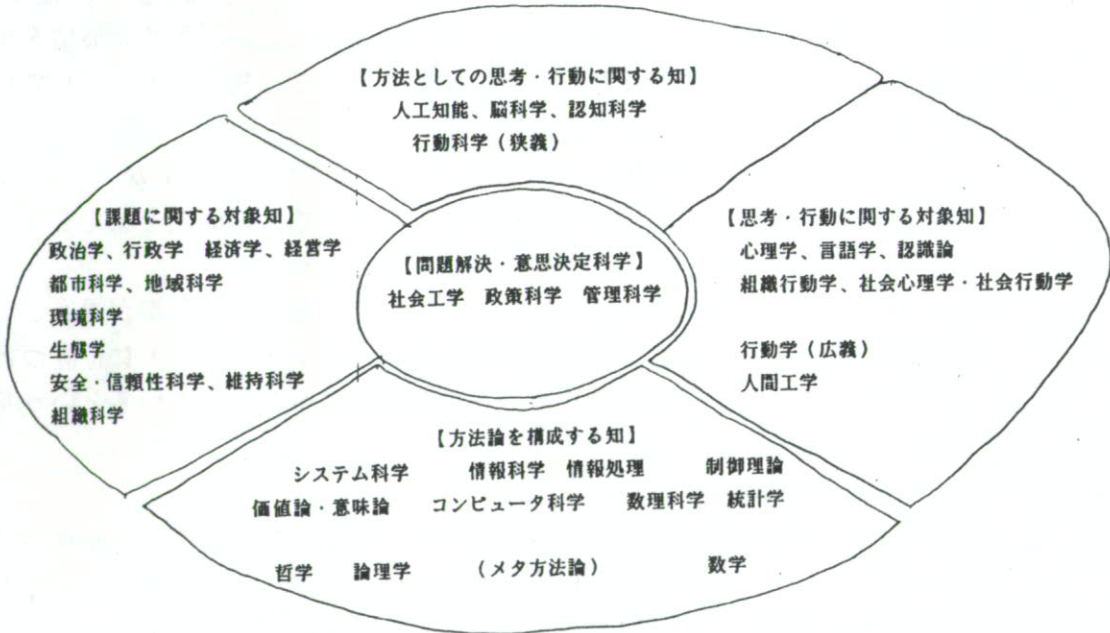 【方法としての思考・行動に関する知】
人工知能、脳科学、認知科学
行動科学(狭義)
【課題に関する対象知】
政治学、行政学 経済学、経営学
都市科学、地域科学
環境科学
生態学
安全・信頼性科学、維持科学
組織科学
【問題解決・意思決定科学】
社会工学 政策科学 管理科学
【思考・行動に関する対象知】
心理学、言語学、認識論
組織行動学、社会心理学・社会行動学
行動学(広義)
人間工学
【方法論を構成する知】
システム科学 情報科学 情報処理 制御理論
価値論・意味論 コンピュータ科学 数理科学 統計学
哲学 論理学 (メタ方法論) 数学